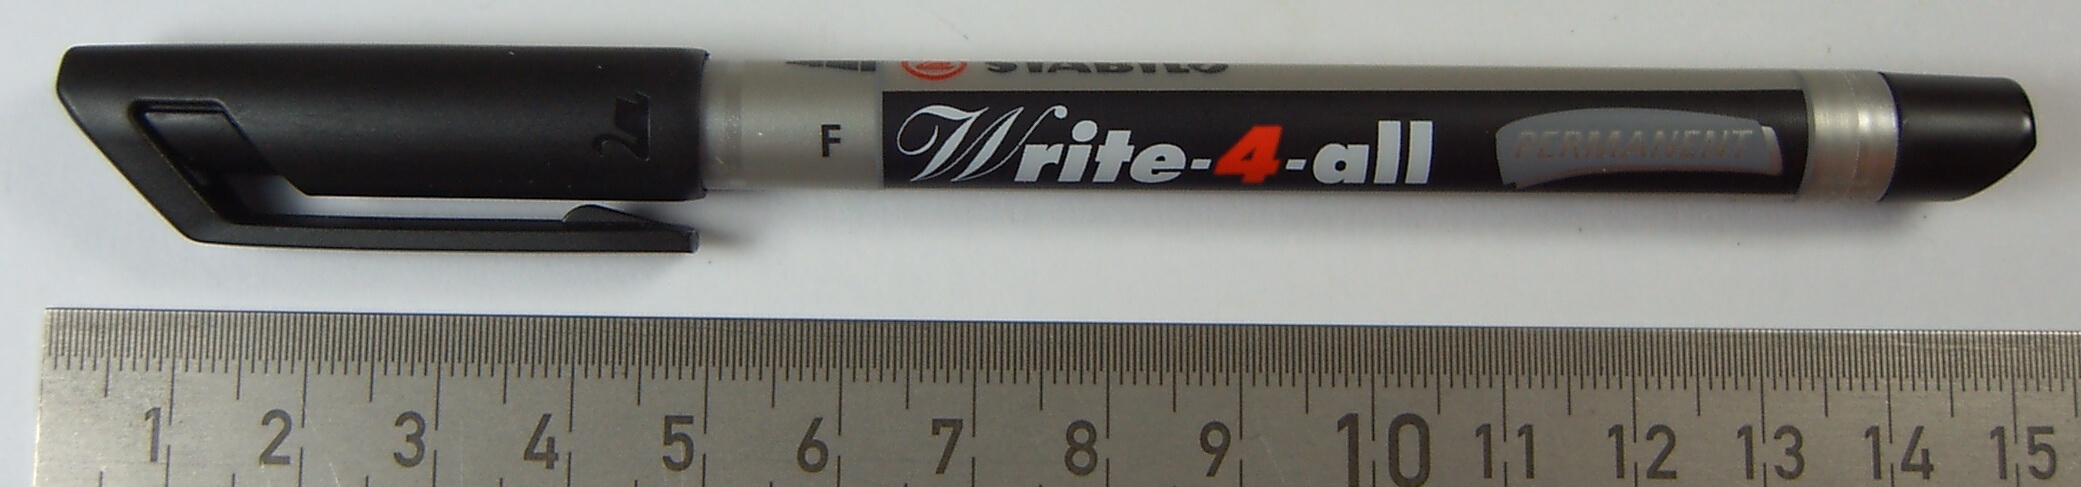 STABILO
F
Write-4-all
PERMANENT
1 2 3 4 5 6 7 8 9 10 11 12 13 14 15